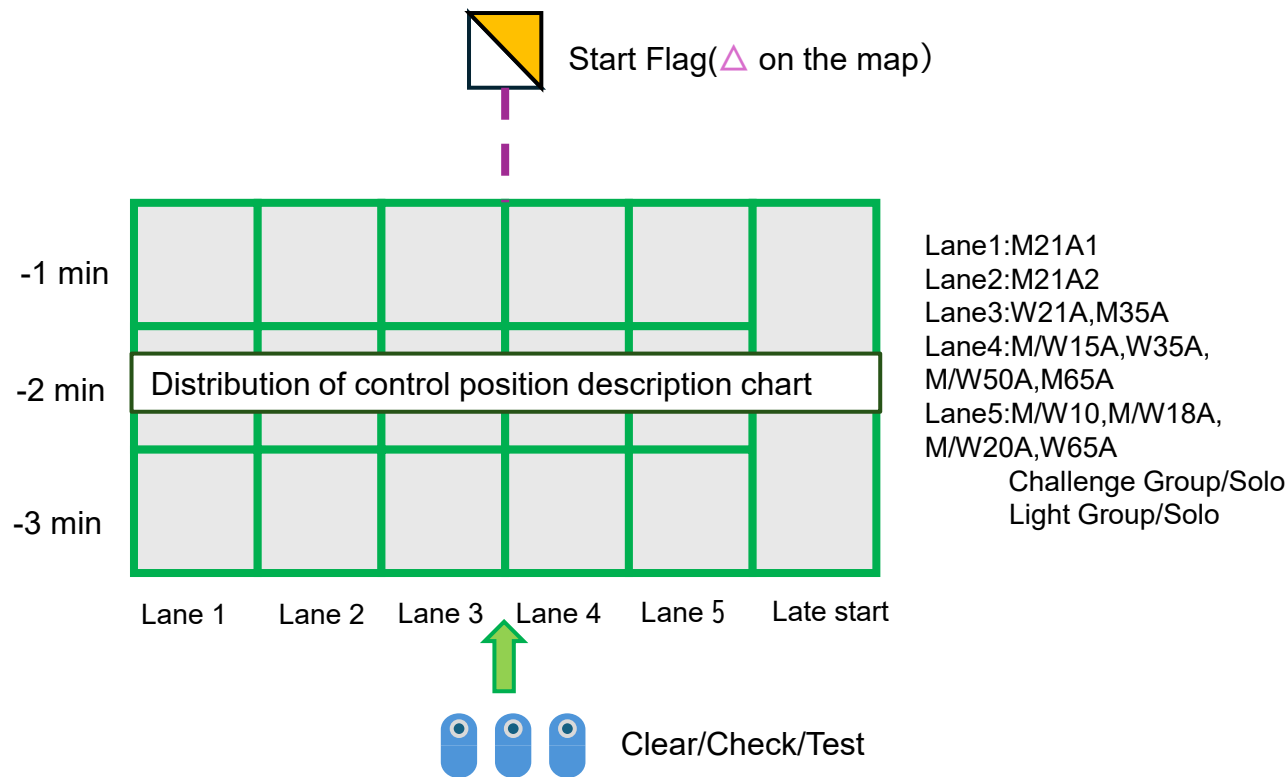 Start Flag(△ on the map）
-1 min
-2 min
-3 min
Distribution of control position description chart
Lane 1
Lane 2
Lane 3
Lane 4
Lane 5
Late start
Clear/Check/Test
Lane1:M21A1
Lane2:M21A2
Lane3:W21A,M35A
Lane4:M/W15A,W35A,
M/W50A,M65A
Lane5:M/W10,M/W18A,
M/W20A,W65A
Challenge Group/Solo
Light Group/Solo